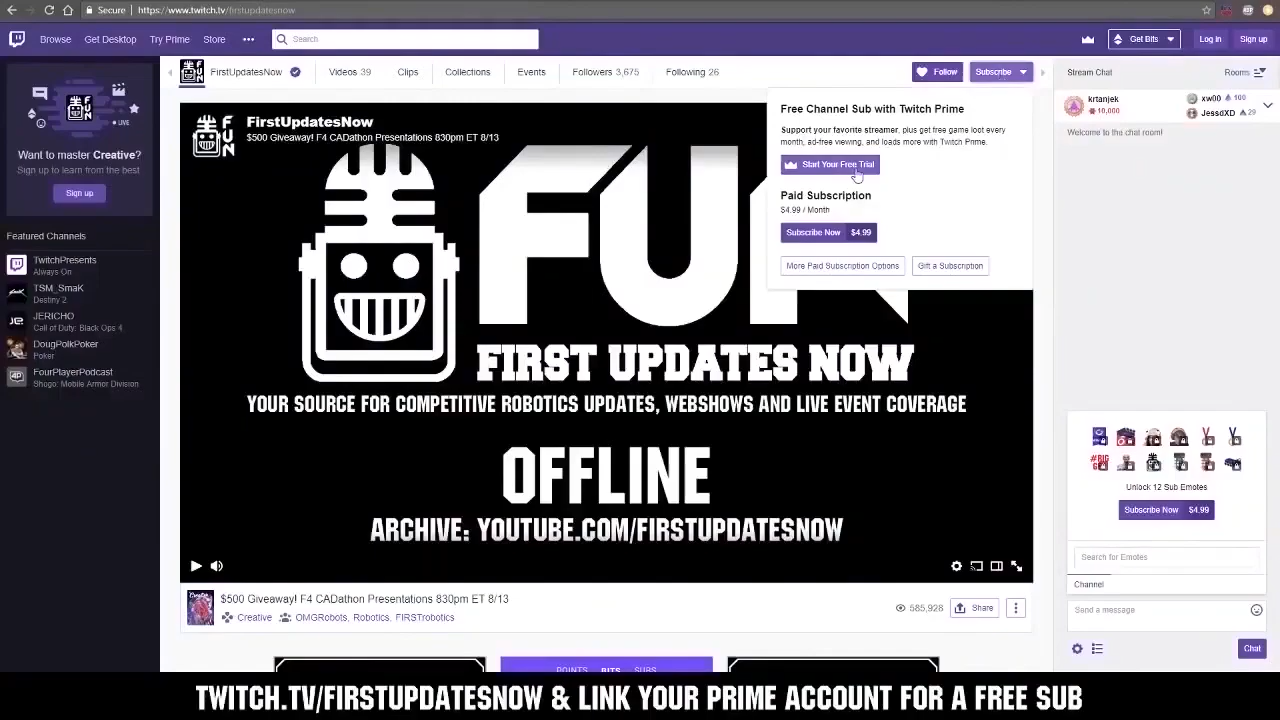 Secure
https://www.twitch.tv/firstupdatesnow
Browse
Get Desktop
Try Prime
Store
Search
Get Bits
Log in
Sign up
Want to master Creative?
Sign up to learn from the best
Sign up
LIVE
FUN
Featured Channels
TwitchPresents
Always On
TSM_SmaK
Destiny 2
JERICHO
Call of Duty: Black Ops 4
DougPolkPoker
Poker
FourPlayerPodcast
Shogo: Mobile Armor Division
FirstUpdatesNow
Videos 39
Clips
Collections
Events
Followers 3,675
Following 26
Follow
Subscribe
FUN
FirstUpdatesNow
$500 Giveaway! F4 CADathon Presentations 830pm ET 8/13
FUN
FIRST UPDATES NOW
YOUR SOURCE FOR COMPETITIVE ROBOTICS UPDATES, WEBSHOWS AND LIVE EVENT COVERAGE
OFFLINE
ARCHIVE: YOUTUBE.COM/FIRSTUPDATESNOW
Free Channel Sub with Twitch Prime
Support your favorite streamer, plus get free game loot every
month, ad-free viewing, and loads more with Twitch Prime.
Start Your Free Trial
Paid Subscription
$4.99 / Month
Subscribe Now $4.99
More Paid Subscription Options
Gift a Subscription
$500 Giveaway! F4 CADathon Presentations 830pm ET 8/13
Creative
OMGRobots, Robotics, FIRSTrobotics
585,928
Share
POINTS BITS SUBS
Stream Chat
Rooms
krtanjek
10,000
xw00 100
JessdXD 29
Welcome to the chat room!
Unlock 12 Sub Emotes
Subscribe Now $4.99
Search for Emotes
Channel
Send a message
Chat
TWITCH.TV/FIRSTUPDATESNOW & LINK YOUR PRIME ACCOUNT FOR A FREE SUB